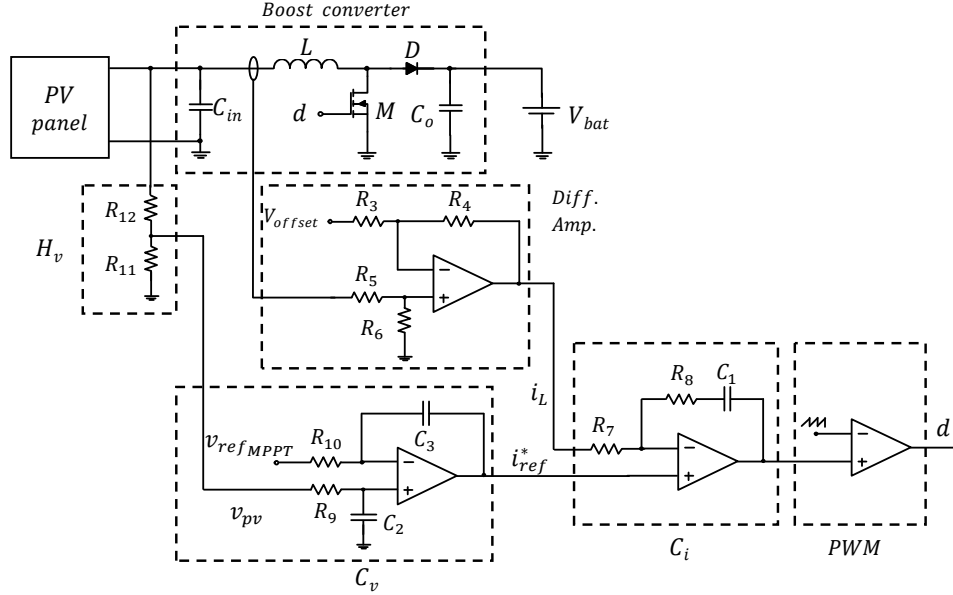 Boost converter
L
D
PV
panel
C_in
d
M
C_o
V_bat
R_12
H_v
R_11
V_offset
R_3
R_4
Diff.
Amp.
R_5
R_6
−
+
i_L
R_7
R_8
C_1
−
+
C_i
−
+
d
PWM
v_ref_MPPT
R_10
C_3
−
+
i*_ref
v_pv
R_9
C_2
C_v